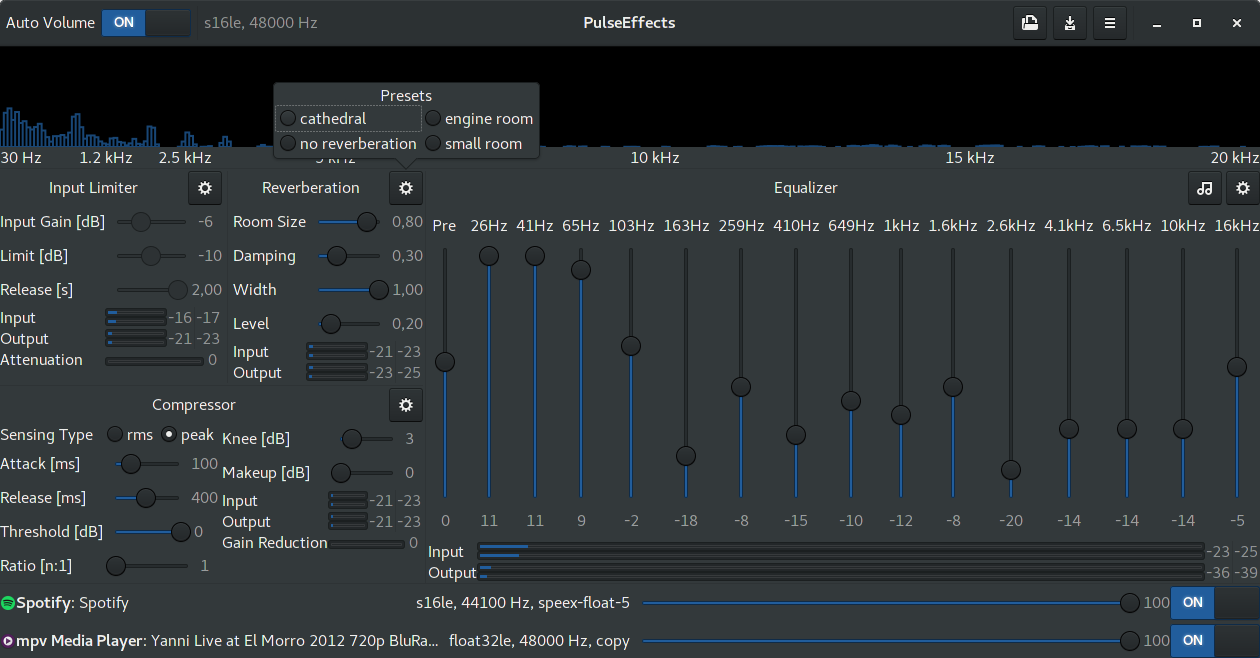 Auto Volume ON s16le, 48000 Hz PulseEffects
Presets
cathedral engine room
no reverberation small room
30 Hz 1.2 kHz 2.5 kHz 5 kHz 10 kHz 15 kHz 20 kHz
Input Limiter
Input Gain [dB] -6
Limit [dB] -10
Release [s] 2,00
Input -16 -17
Output -21 -23
Attenuation 0
Reverberation
Room Size 0,80
Damping 0,30
Width 1,00
Level 0,20
Input -21 -23
Output -23 -25
Compressor
Sensing Type rms peak
Attack [ms] 100
Release [ms] 400
Threshold [dB] 0
Ratio [n:1] 1
Knee [dB] 3
Makeup [dB] 0
Input -21 -23
Output -21 -23
Gain Reduction 0
Equalizer
Pre 26Hz 41Hz 65Hz 103Hz 163Hz 259Hz 410Hz 649Hz 1kHz 1.6kHz 2.6kHz 4.1kHz 6.5kHz 10kHz 16kHz
0 11 11 9 -2 -18 -8 -15 -10 -12 -8 -20 -14 -14 -14 -5
Input -23 -25
Output -36 -39
Spotify: Spotify s16le, 44100 Hz, speex-float-5 100 ON
mpv Media Player: Yanni Live at El Morro 2012 720p BluRa... float32le, 48000 Hz, copy 100 ON